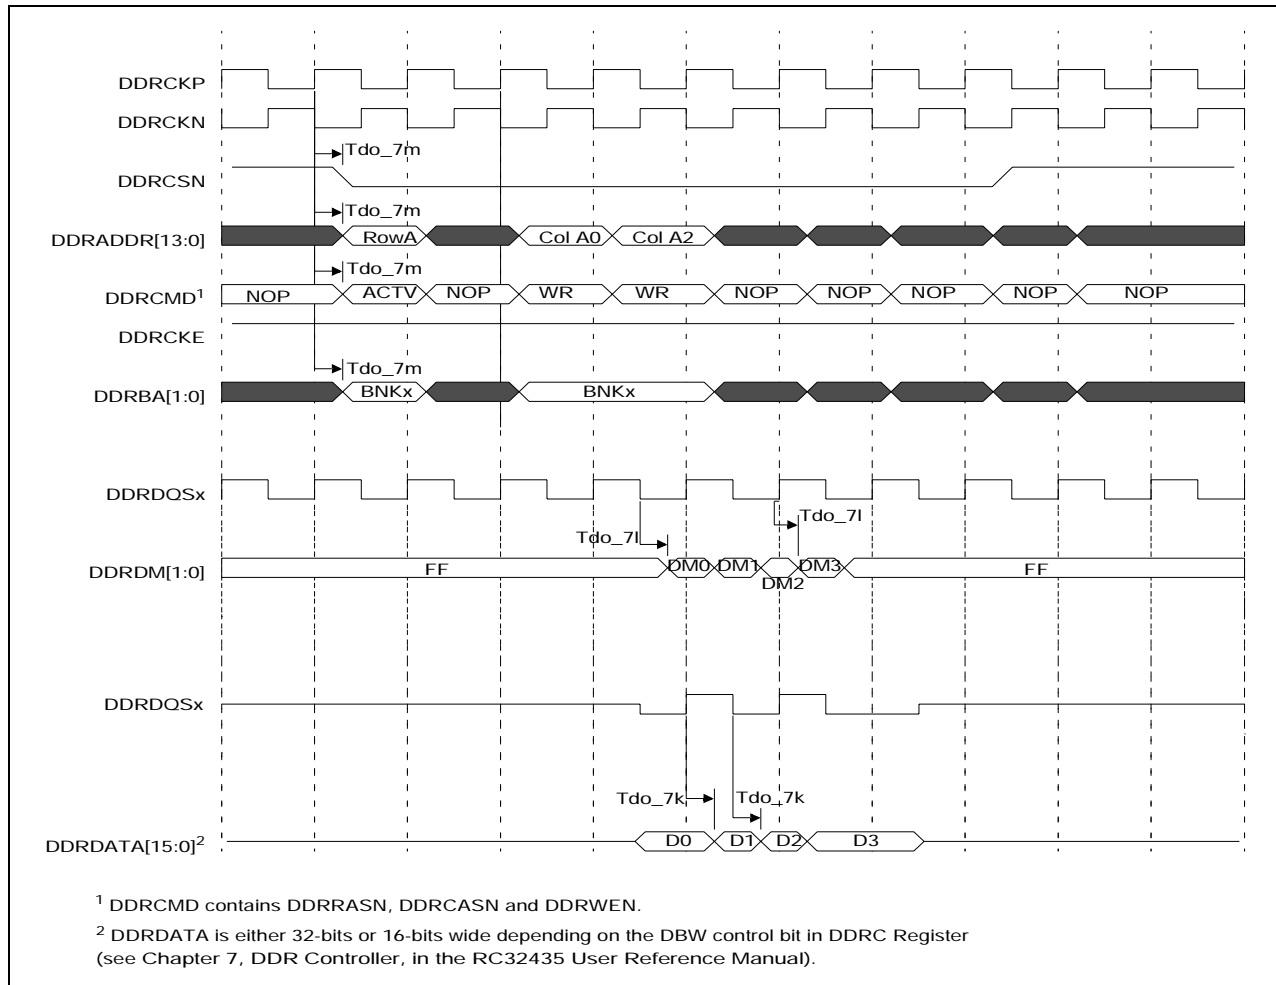 DDRCKP
DDRCKN
Tdo_7m
DDRCSN
Tdo_7m
DDRADDR[13:0] RowA Col A0 Col A2
Tdo_7m
DDRCMD1 NOP ACTV NOP WR WR NOP NOP NOP NOP NOP
DDRCKE
Tdo_7m
DDRBA[1:0] BNKx BNKx
DDRDQSx
Tdo_7l
Tdo_7l
DDRDM[1:0] FF DM0 DM1 DM2 DM3 FF
DDRDQSx
Tdo_7k Tdo_7k
DDRDATA[15:0]2 D0 D1 D2 D3
1 DDRCMD contains DDRRASN, DDRCASN and DDRWEN.
2 DDRDATA is either 32-bits or 16-bits wide depending on the DBW control bit in DDRC Register
(see Chapter 7, DDR Controller, in the RC32435 User Reference Manual).